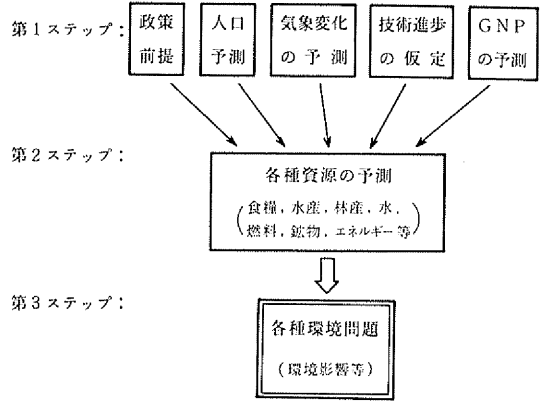 第1ステップ：
政策
前提
人口
予測
気象変化
の予測
技術進歩
の仮定
GNP
の予測
第2ステップ：
各種資源の予測
(食糧，水産，林産，水，
燃料，鉱物，エネルギー等)
第3ステップ：
各種環境問題
(環境影響等)